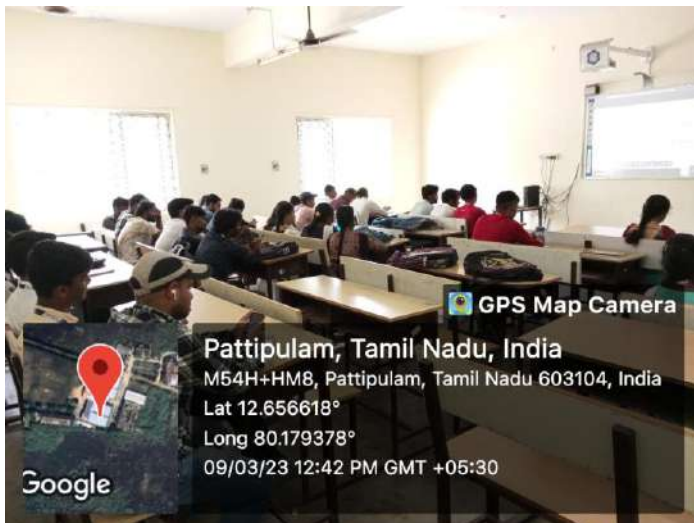 GPS Map Camera
Pattipulam, Tamil Nadu, India
M54H+HM8, Pattipulam, Tamil Nadu 603104, India
Lat 12.656618°
Long 80.179378°
09/03/23 12:42 PM GMT +05:30
Google